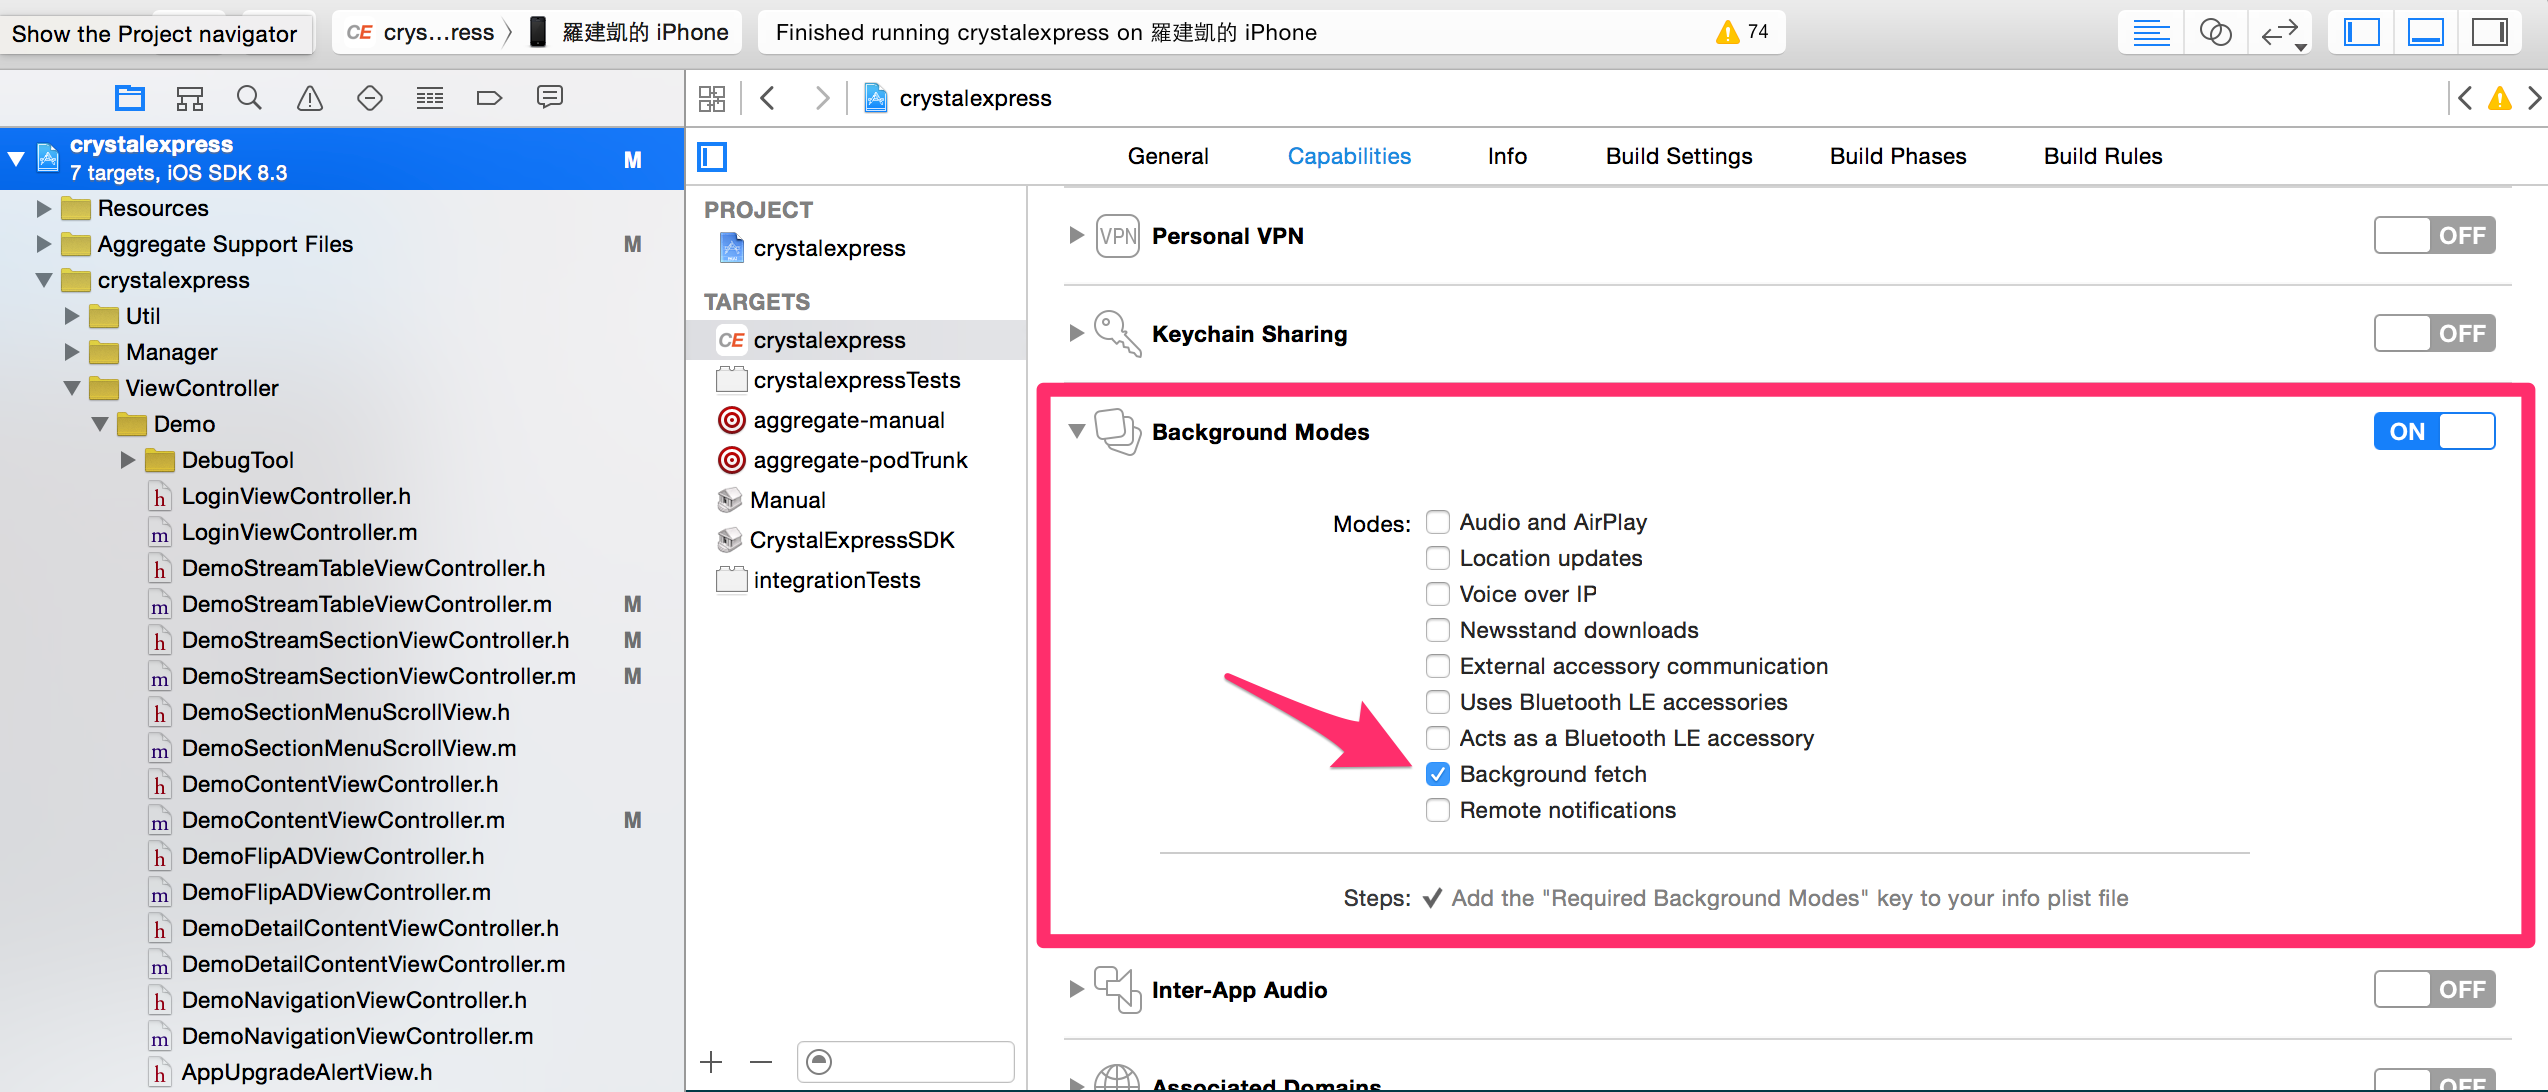 Show the Project navigator
CE crys...ress 羅建凱的 iPhone
Finished running crystalexpress on 羅建凱的 iPhone
74
crystalexpress
crystalexpress
7 targets, iOS SDK 8.3
M
Resources
Aggregate Support Files M
crystalexpress
Util
Manager
ViewController
Demo
DebugTool
h LoginViewController.h
m LoginViewController.m
h DemoStreamTableViewController.h
m DemoStreamTableViewController.m M
h DemoStreamSectionViewController.h M
m DemoStreamSectionViewController.m M
h DemoSectionMenuScrollView.h
m DemoSectionMenuScrollView.m
h DemoContentViewController.h
m DemoContentViewController.m M
h DemoFlipADViewController.h
m DemoFlipADViewController.m
h DemoDetailContentViewController.h
m DemoDetailContentViewController.m
h DemoNavigationViewController.h
m DemoNavigationViewController.m
h AppUpgradeAlertView.h
General Capabilities Info Build Settings Build Phases Build Rules
PROJECT
crystalexpress
TARGETS
CE crystalexpress
crystalexpressTests
aggregate-manual
aggregate-podTrunk
Manual
CrystalExpressSDK
integrationTests
VPN Personal VPN OFF
Keychain Sharing OFF
Background Modes ON
Modes: Audio and AirPlay
Location updates
Voice over IP
Newsstand downloads
External accessory communication
Uses Bluetooth LE accessories
Acts as a Bluetooth LE accessory
Background fetch
Remote notifications
Steps: ✓ Add the "Required Background Modes" key to your info plist file
Inter-App Audio OFF
Associated Domains OFF